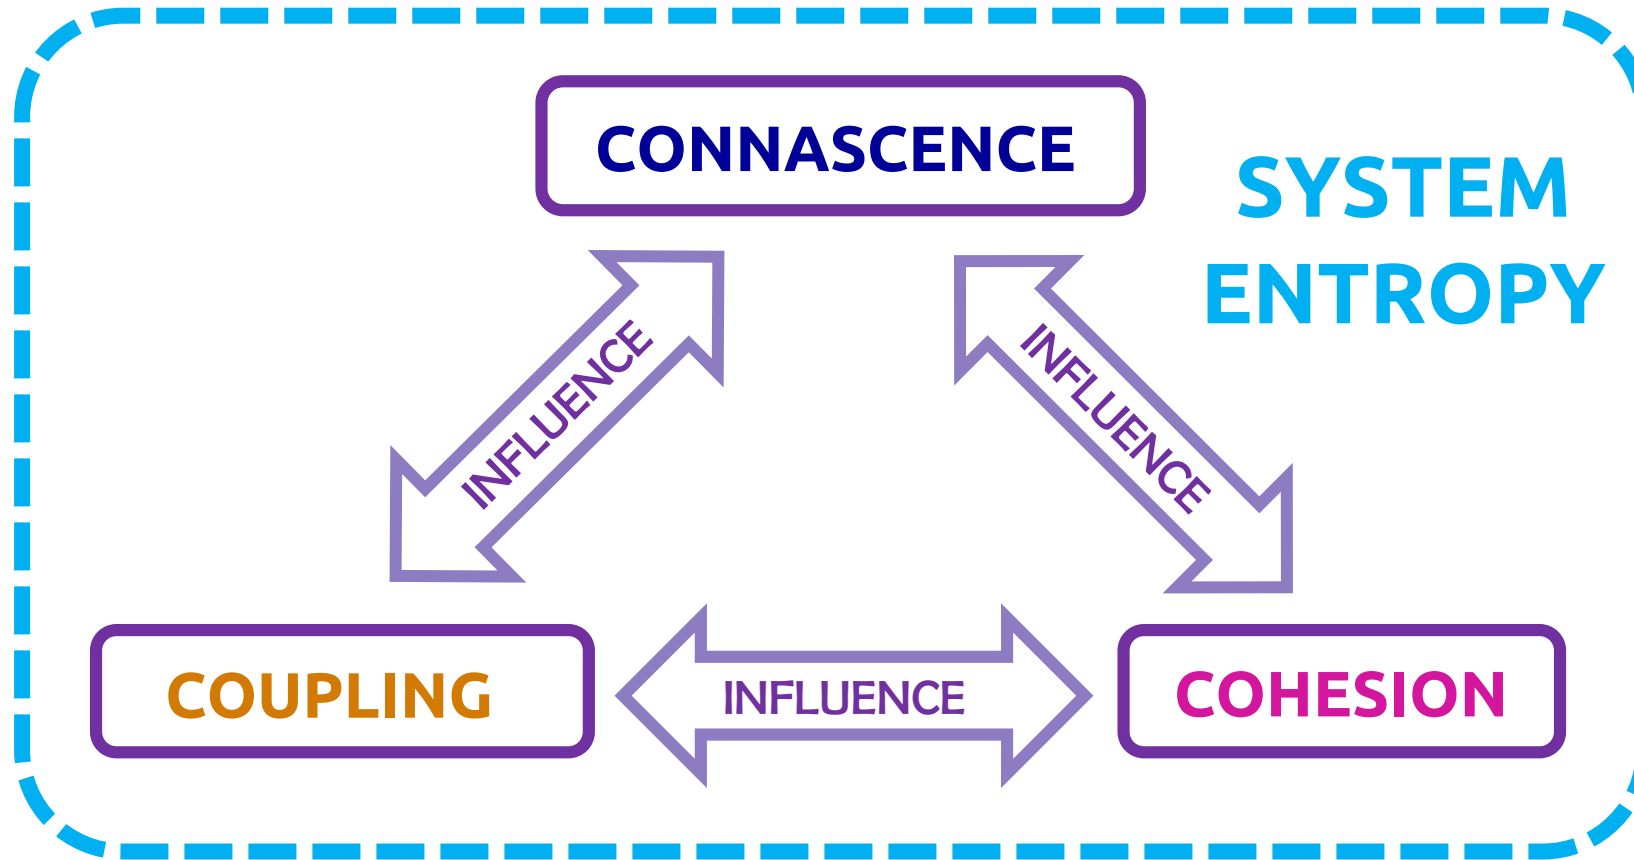 CONNASCENCE
SYSTEM
ENTROPY
INFLUENCE
INFLUENCE
COUPLING
INFLUENCE
COHESION